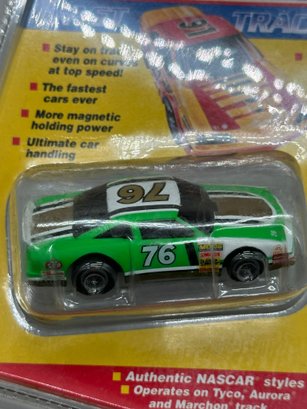 TRAC
Stay on track
even on curves
at top speed!
The fastest
cars ever
More magnetic
holding power
Ultimate car
handling
76
76
Authentic NASCAR styles
Operates on Tyco, Aurora
and Marchon track